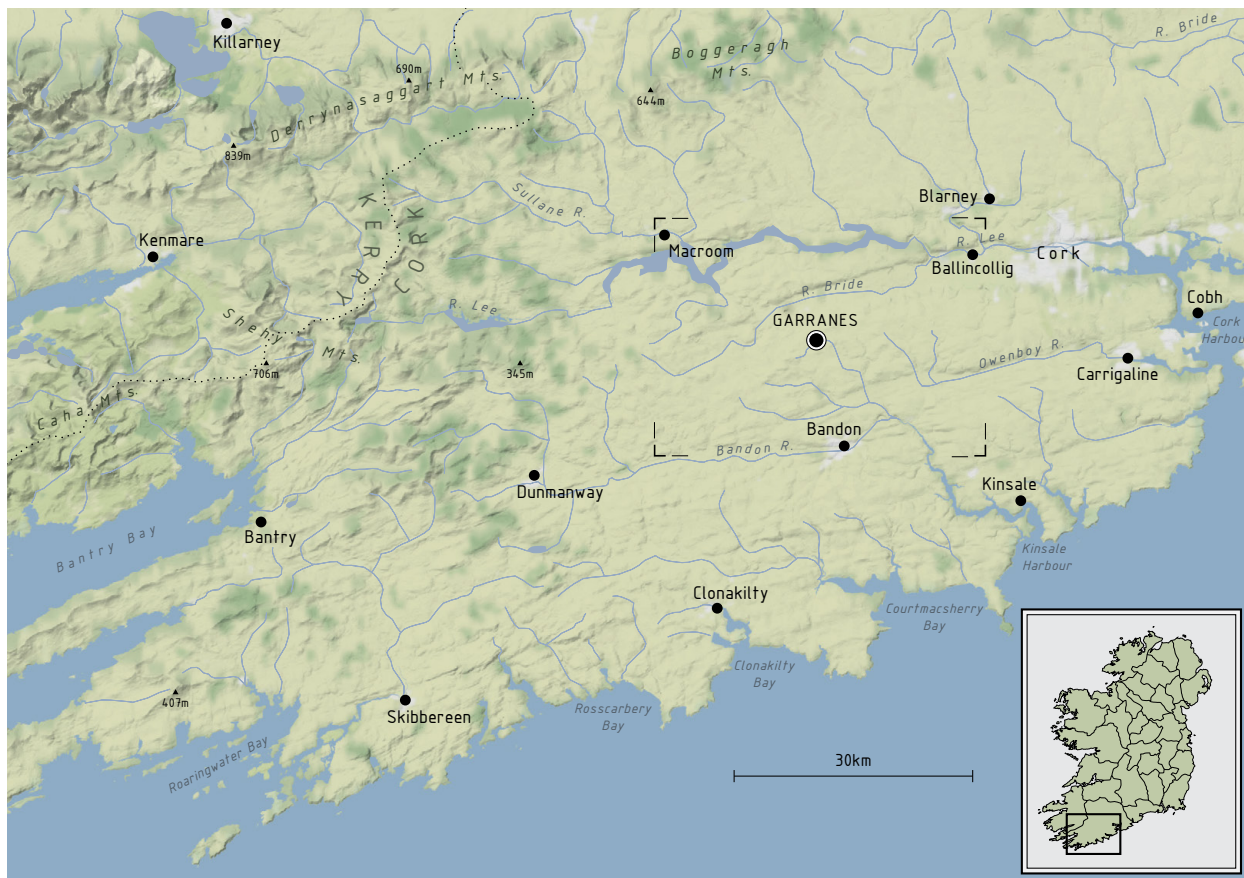 Killarney
Boggeragh
Mts.
R. Bride
690m
Derrynasaggart Mts.
644m
839m
Sullane R.
Blarney
KERRY
CORK
Kenmare
Macroom
R. Lee
Cork
Ballincollig
R. Bride
Cobh
R. Lee
GARRANES
Cork
Harbour
Shehy Mts.
Owenboy R.
706m
345m
Carrigaline
Caha Mts.
Bandon
Bandon R.
Dunmanway
Kinsale
Bantry
Bantry Bay
Kinsale
Harbour
Clonakilty
Courtmacsherry
Bay
Clonakilty
Bay
407m
Skibbereen
Rosscarbery
Bay
Roaringwater Bay
30km